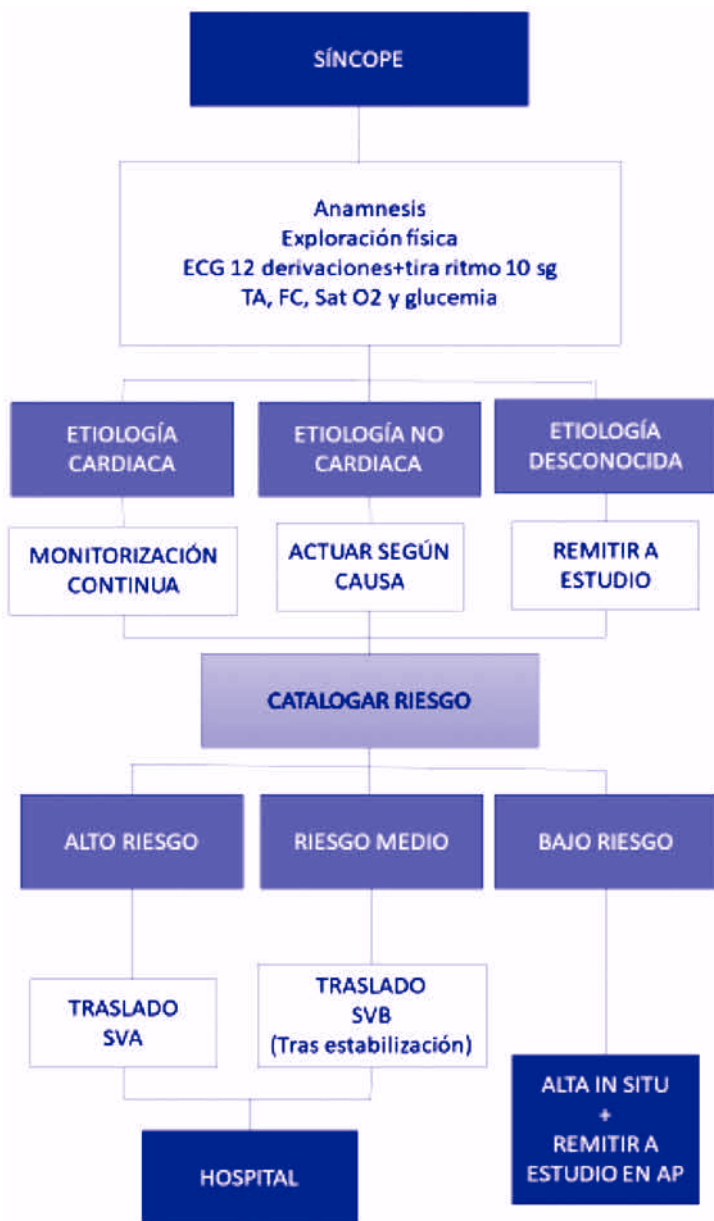 SÍNCOPE
Anamnesis
Exploración física
ECG 12 derivaciones+tira ritmo 10 sg
TA, FC, Sat O2 y glucemia
ETIOLOGÍA
CARDIACA
ETIOLOGÍA NO
CARDIACA
ETIOLOGÍA
DESCONOCIDA
MONITORIZACIÓN
CONTINUA
ACTUAR SEGÚN
CAUSA
REMITIR A
ESTUDIO
CATALOGAR RIESGO
ALTO RIESGO
RIESGO MEDIO
BAJO RIESGO
TRASLADO
SVA
TRASLADO
SVB
(Tras estabilización)
HOSPITAL
ALTA IN SITU
+
REMITIR A
ESTUDIO EN AP